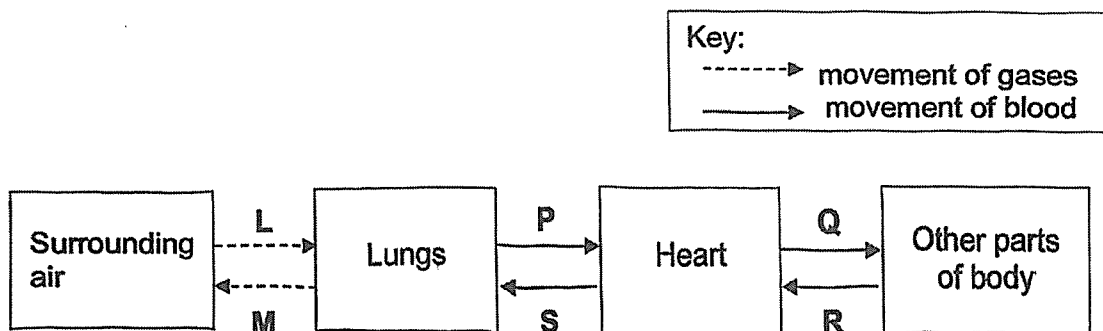 Key:
movement of gases
movement of blood
L
P
Q
Surrounding
air
Lungs
Heart
Other parts
of body
M
S
R